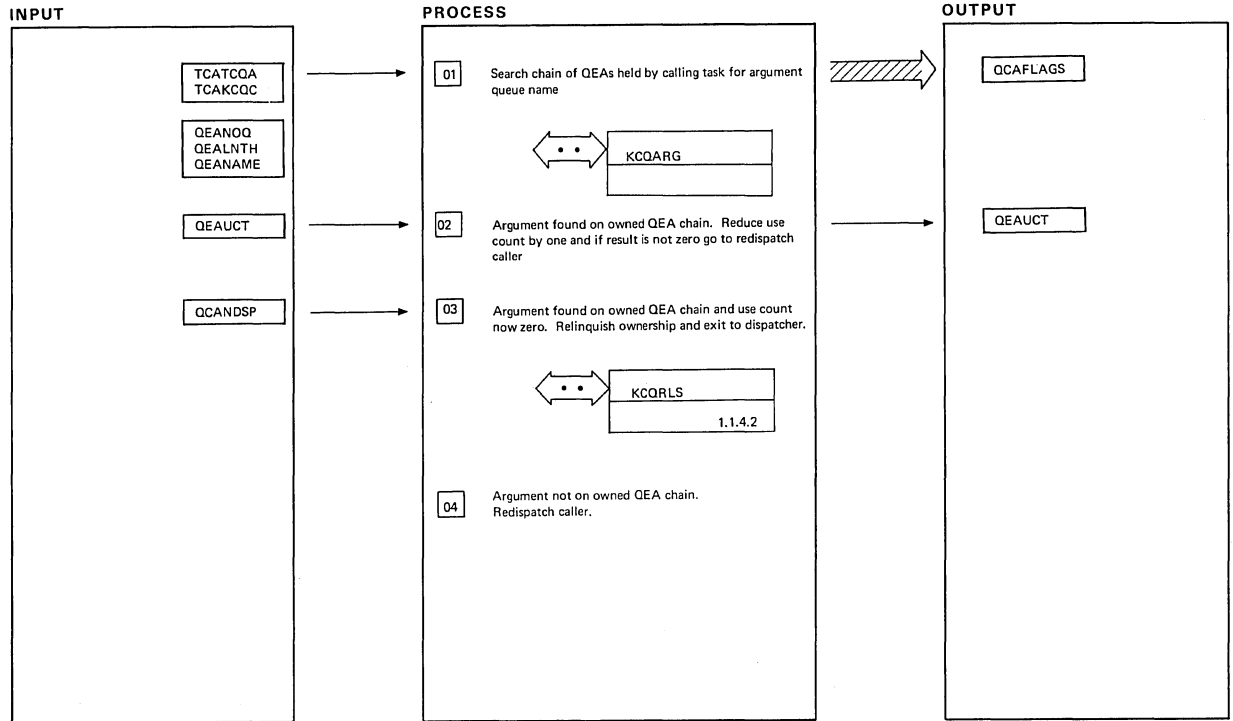 INPUT
PROCESS
OUTPUT
TCATCQA
TCAKCQC
QEANOQ
QEALNTH
QEANAME
01
Search chain of QEAs held by calling task for argument
queue name
QCAFLAGS
KCQARG
QEAUCT
02
Argument found on owned QEA chain. Reduce use
count by one and if result is not zero go to redispatch
caller
QEAUCT
QCANDSP
03
Argument found on owned QEA chain and use count
now zero. Relinquish ownership and exit to dispatcher.
KCQRLS
1.1.4.2
04
Argument not on owned QEA chain.
Redispatch caller.